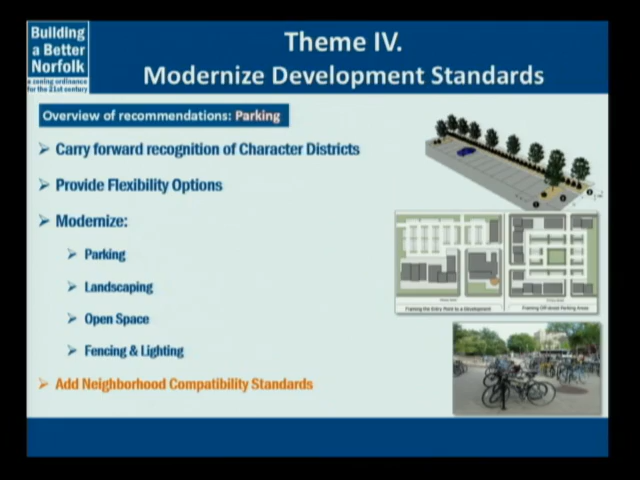 Building
a Better
Norfolk
a zoning ordinance
for the 21st century
Theme IV.
Modernize Development Standards
Overview of recommendations: Parking
Carry forward recognition of Character Districts
Provide Flexibility Options
Modernize:
Parking
Landscaping
Open Space
Fencing & Lighting
Add Neighborhood Compatibility Standards
Framing the Entry Point to a Development
Framing Off-street Parking Areas